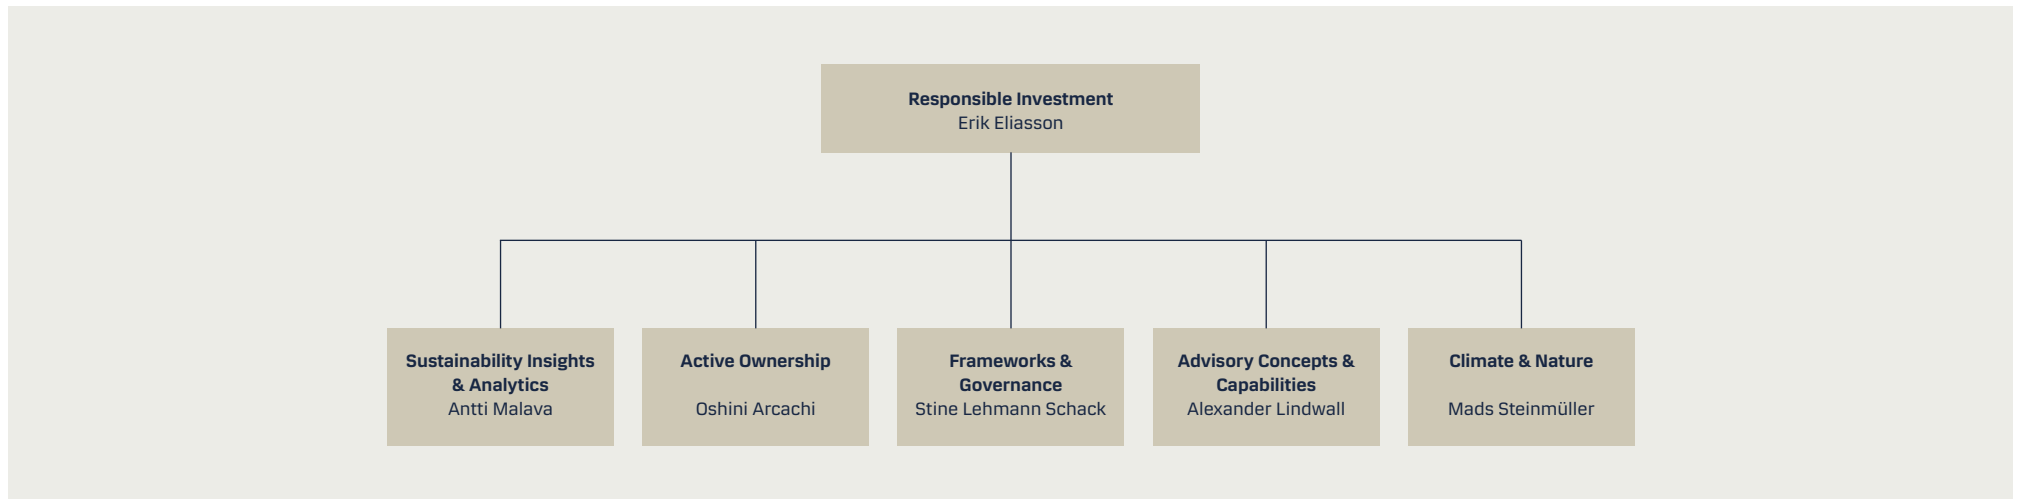 Responsible Investment
Erik Eliasson
Sustainability Insights
& Analytics
Antti Malava
Active Ownership
Oshini Arcachi
Frameworks &
Governance
Stine Lehmann Schack
Advisory Concepts &
Capabilities
Alexander Lindwall
Climate & Nature
Mads Steinmüller